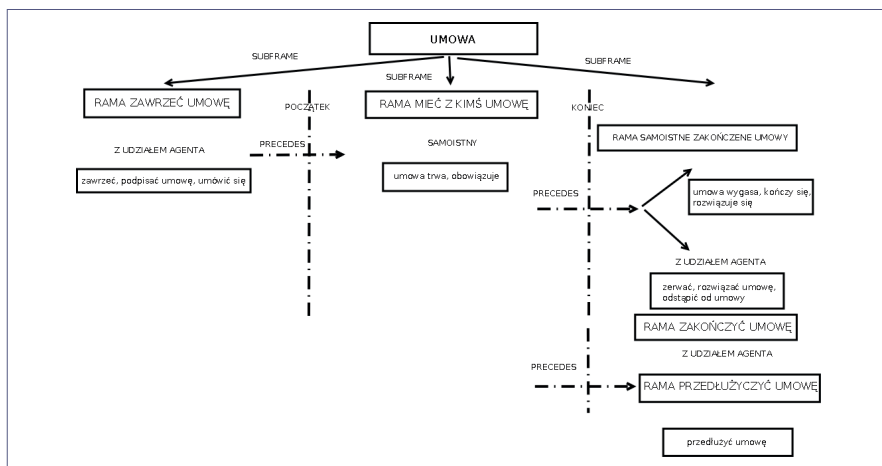 UMOWA
SUBFRAME
SUBFRAME
SUBFRAME
RAMA ZAWRZEĆ UMOWĘ
POCZĄTEK
RAMA MIEĆ Z KIMŚ UMOWĘ
KONIEC
RAMA SAMOISTNE ZAKOŃCZENE UMOWY
Z UDZIAŁEM AGENTA
PRECEDES
SAMOISTNY
zawrzeć, podpisać umowę, umówić się
umowa trwa, obowiązuje
PRECEDES
umowa wygasa, kończy się,
rozwiązuje się
Z UDZIAŁEM AGENTA
zerwać, rozwiązać umowę,
odstąpić od umowy
RAMA ZAKOŃCZYĆ UMOWĘ
Z UDZIAŁEM AGENTA
PRECEDES
RAMA PRZEDŁUŻYCZYĆ UMOWĘ
przedłużyć umowę